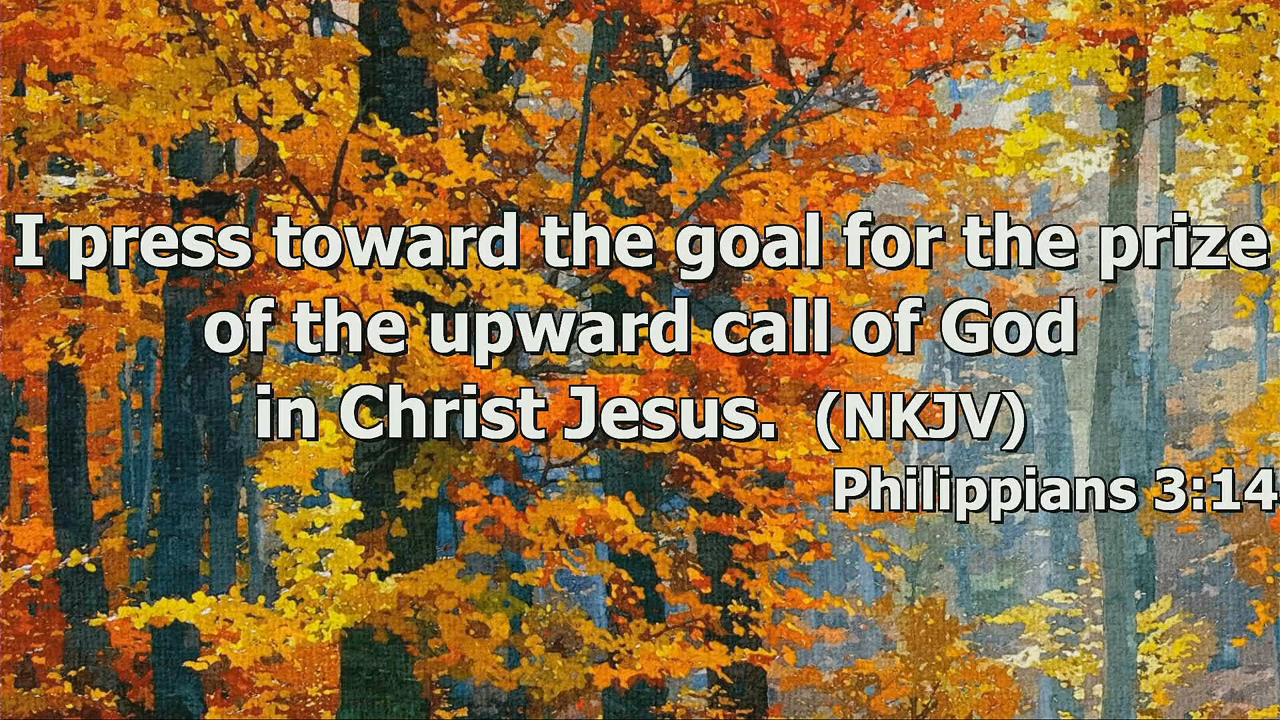 I press toward the goal for the prize
of the upward call of God
in Christ Jesus. (NKJV)
Philippians 3:14